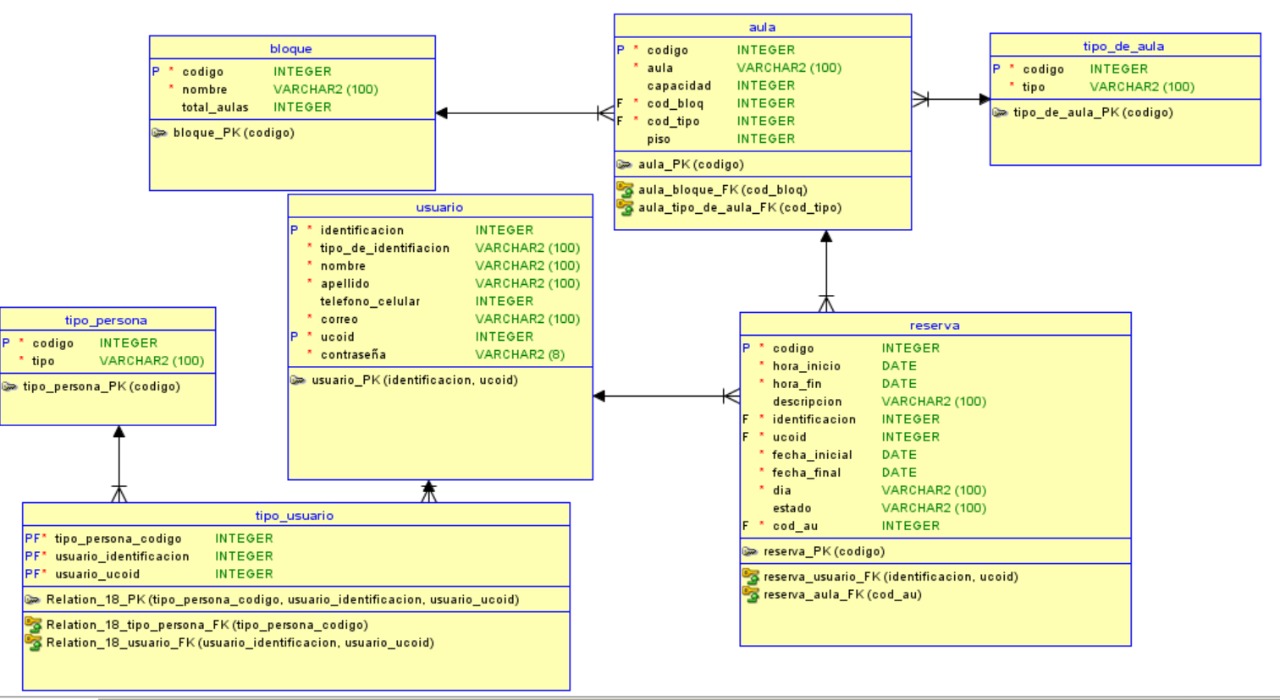 bloque
P * codigo INTEGER
* nombre VARCHAR2 (100)
total_aulas INTEGER
bloque_PK (codigo)
aula
P * codigo INTEGER
* aula VARCHAR2 (100)
capacidad INTEGER
F * cod_bloq INTEGER
F * cod_tipo INTEGER
piso INTEGER
aula_PK (codigo)
aula_bloque_FK (cod_bloq)
aula_tipo_de_aula_FK (cod_tipo)
tipo_de_aula
P * codigo INTEGER
* tipo VARCHAR2 (100)
tipo_de_aula_PK (codigo)
usuario
P * identificacion INTEGER
* tipo_de_identifiacion VARCHAR2 (100)
* nombre VARCHAR2 (100)
* apellido VARCHAR2 (100)
telefono_celular INTEGER
* correo VARCHAR2 (100)
P * ucoid INTEGER
* contraseña VARCHAR2 (8)
usuario_PK (identificacion, ucoid)
tipo_persona
P * codigo INTEGER
* tipo VARCHAR2 (100)
tipo_persona_PK (codigo)
reserva
P * codigo INTEGER
* hora_inicio DATE
* hora_fin DATE
descripcion VARCHAR2 (100)
F * identificacion INTEGER
F * ucoid INTEGER
* fecha_inicial DATE
* fecha_final DATE
* dia VARCHAR2 (100)
estado VARCHAR2 (100)
F * cod_au INTEGER
reserva_PK (codigo)
reserva_usuario_FK (identificacion, ucoid)
reserva_aula_FK (cod_au)
tipo_usuario
PF* tipo_persona_codigo INTEGER
PF* usuario_identificacion INTEGER
PF* usuario_ucoid INTEGER
Relation_18_PK (tipo_persona_codigo, usuario_identificacion, usuario_ucoid)
Relation_18_tipo_persona_FK (tipo_persona_codigo)
Relation_18_usuario_FK (usuario_identificacion, usuario_ucoid)